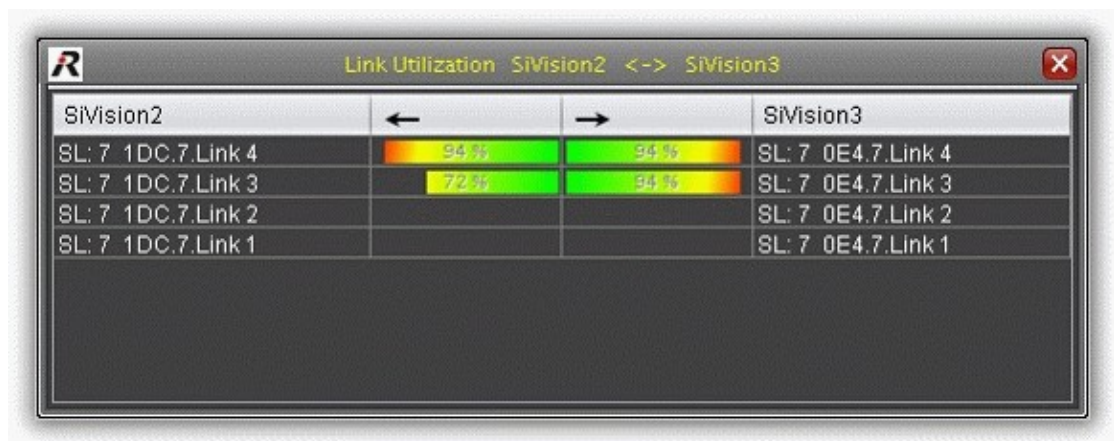 R
Link Utilization SiVision2 <-> SiVision3
SiVision2 ← → SiVision3
SL: 7 1DC.7.Link 4 94 % 94 % SL: 7 0E4.7.Link 4
SL: 7 1DC.7.Link 3 72 % 94 % SL: 7 0E4.7.Link 3
SL: 7 1DC.7.Link 2 SL: 7 0E4.7.Link 2
SL: 7 1DC.7.Link 1 SL: 7 0E4.7.Link 1